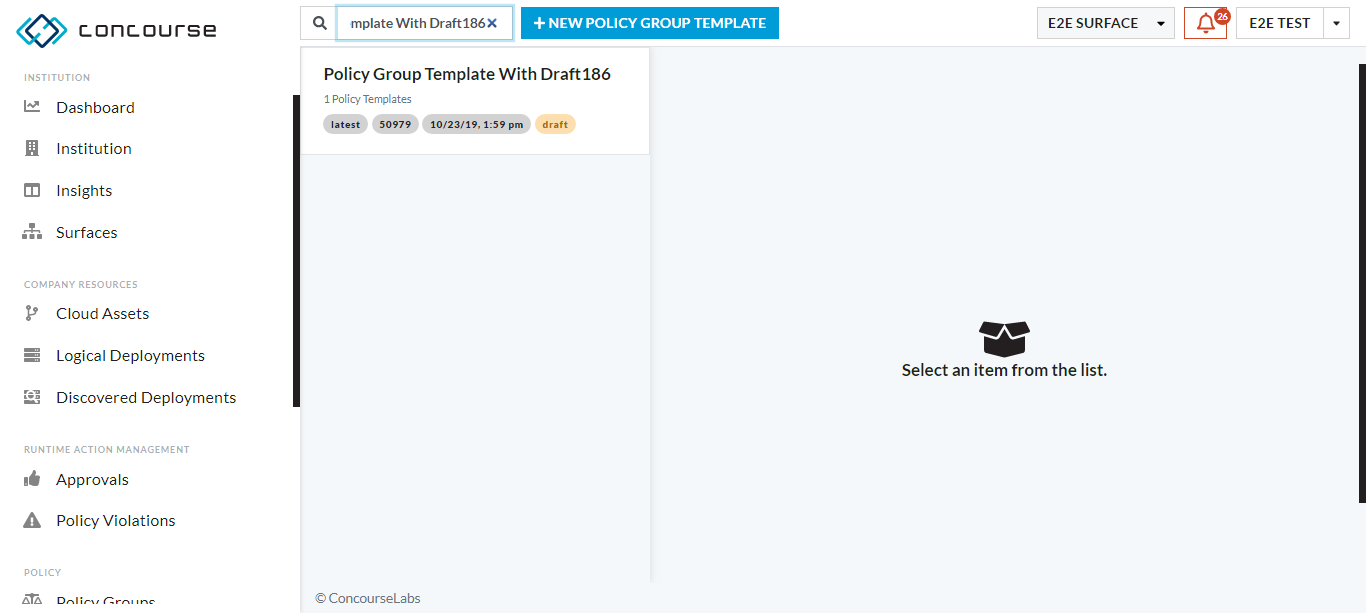 concourse
INSTITUTION
Dashboard
Institution
Insights
Surfaces
COMPANY RESOURCES
Cloud Assets
Logical Deployments
Discovered Deployments
RUNTIME ACTION MANAGEMENT
Approvals
Policy Violations
POLICY
Policy Groups
mplate With Draft186
NEW POLICY GROUP TEMPLATE
E2E SURFACE
26
E2E TEST
Policy Group Template With Draft186
1 Policy Templates
latest 50979 10/23/19, 1:59 pm draft
Select an item from the list.
© ConcourseLabs